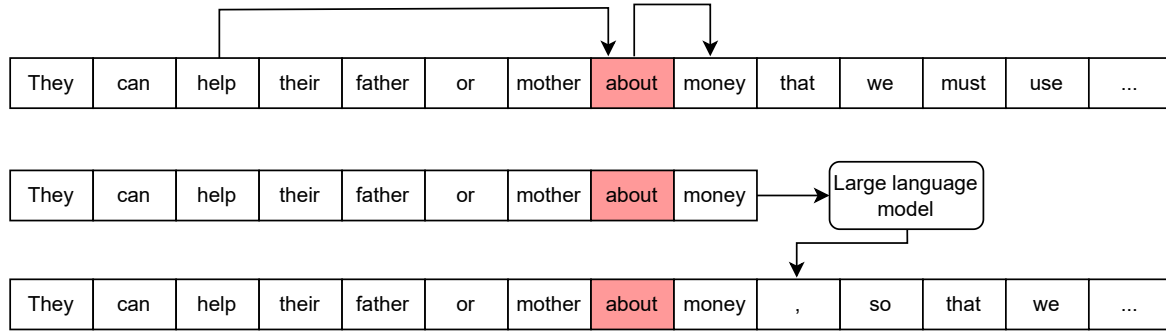 They can help their father or mother about money that we must use ...
They can help their father or mother about money
Large language
model
They can help their father or mother about money , so that we ...